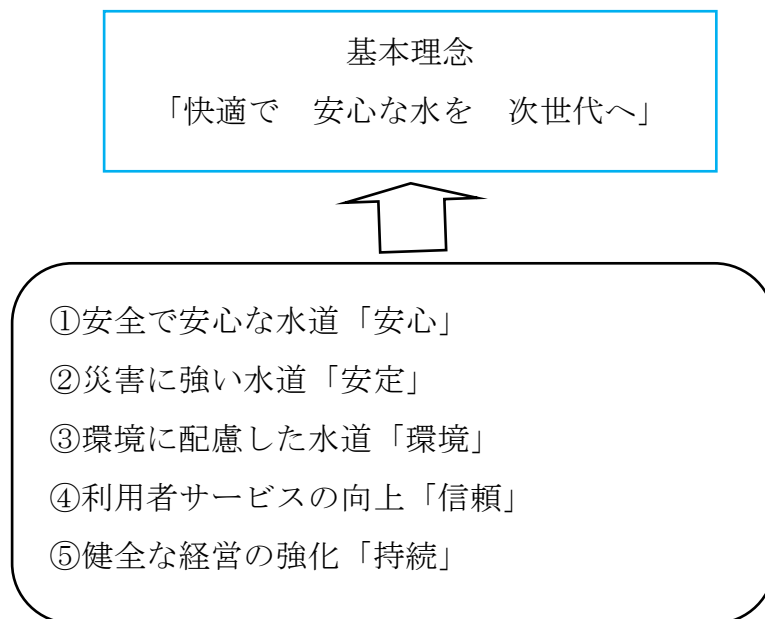 基本理念
「快適で　安心な水を　次世代へ」
①安全で安心な水道「安心」
②災害に強い水道「安定」
③環境に配慮した水道「環境」
④利用者サービスの向上「信頼」
⑤健全な経営の強化「持続」